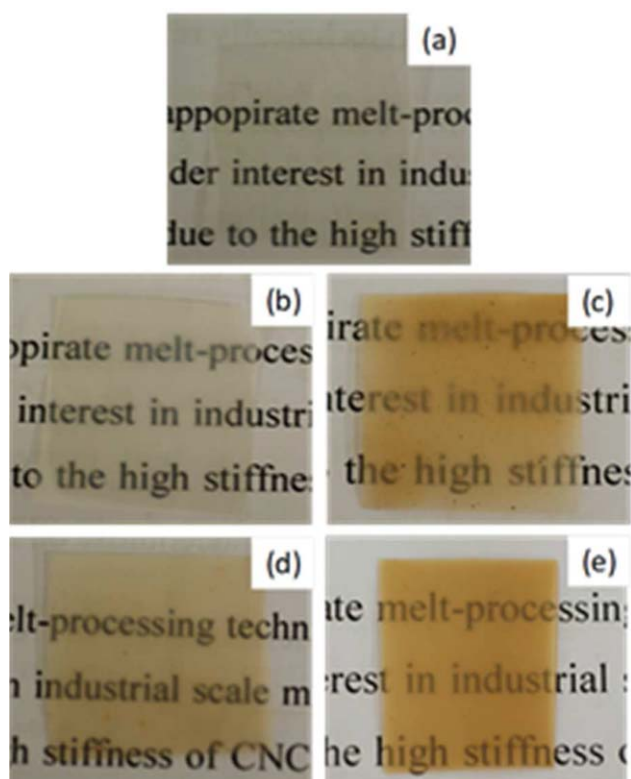 (a)
appopirate melt-proc
der interest in indu
due to the high stiff
(b)
opirate melt-proces
interest in industri
to the high stiffne
(c)
irate melt-proces
terest in industri
the high stiffnes
(d)
elt-processing techn
n industrial scale m
h stiffness of CNC
(e)
ate melt-processing
erest in industrial s
he high stiffness c